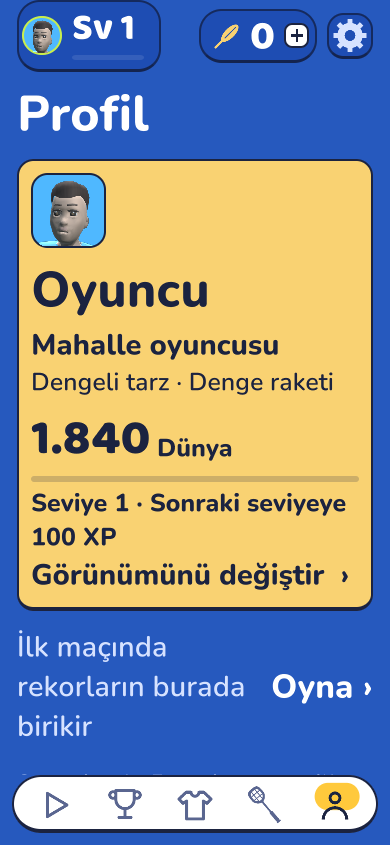 Sv 1
0
Profil
Oyuncu
Mahalle oyuncusu
Dengeli tarz · Denge raketi
1.840 Dünya
Seviye 1 · Sonraki seviyeye
100 XP
Görünümünü değiştir ›
İlk maçında
rekorların burada
birikir
Oyna ›